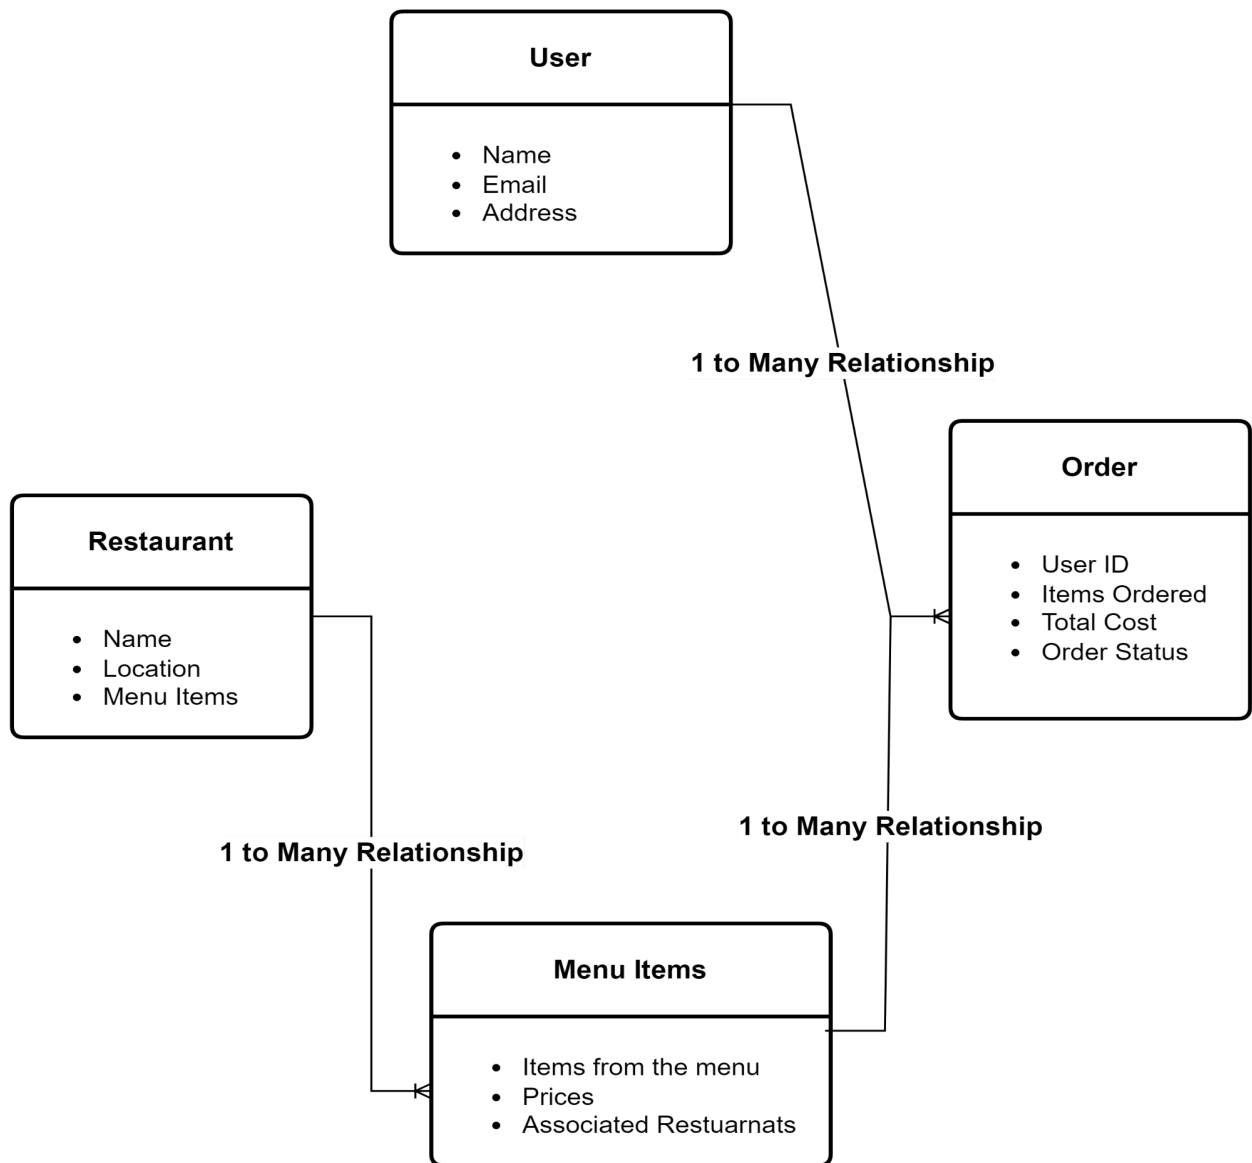 User
• Name
• Email
• Address
1 to Many Relationship
Order
• User ID
• Items Ordered
• Total Cost
• Order Status
Restaurant
• Name
• Location
• Menu Items
1 to Many Relationship
1 to Many Relationship
Menu Items
• Items from the menu
• Prices
• Associated Restuarnats